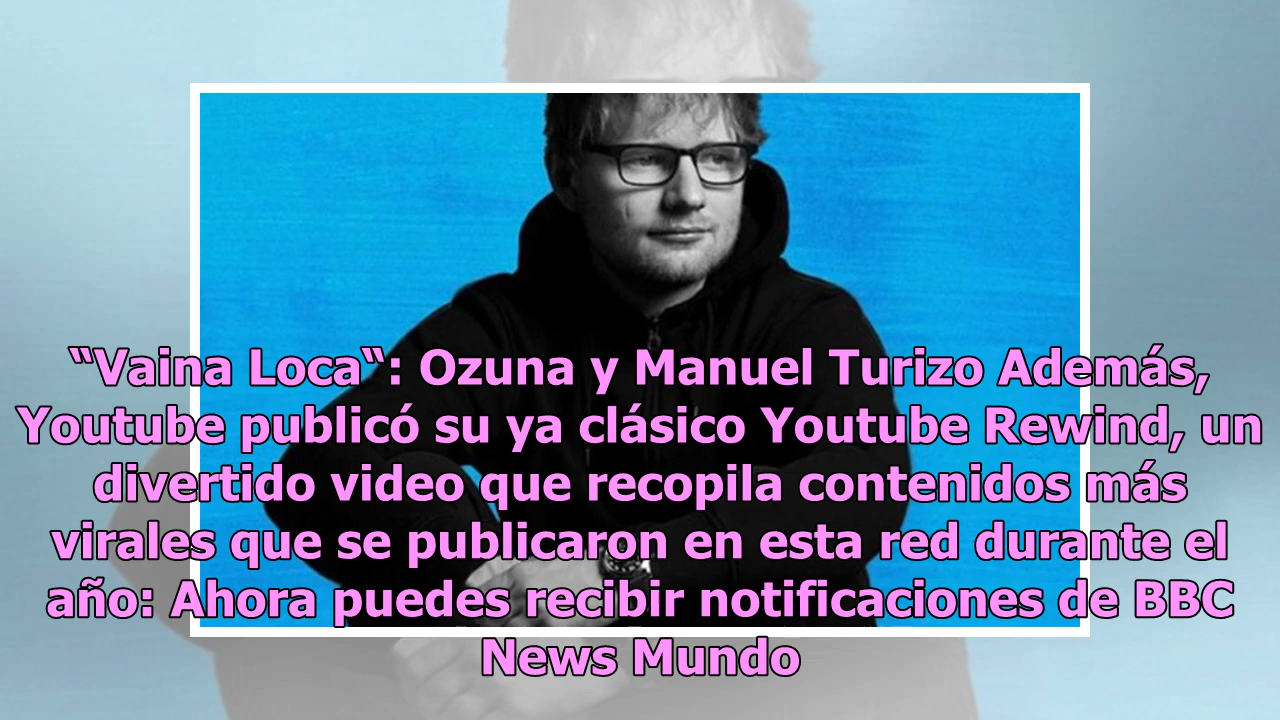 “Vaina Loca“: Ozuna y Manuel Turizo Además,
Youtube publicó su ya clásico Youtube Rewind, un
divertido video que recopila contenidos más
virales que se publicaron en esta red durante el
año: Ahora puedes recibir notificaciones de BBC
News Mundo